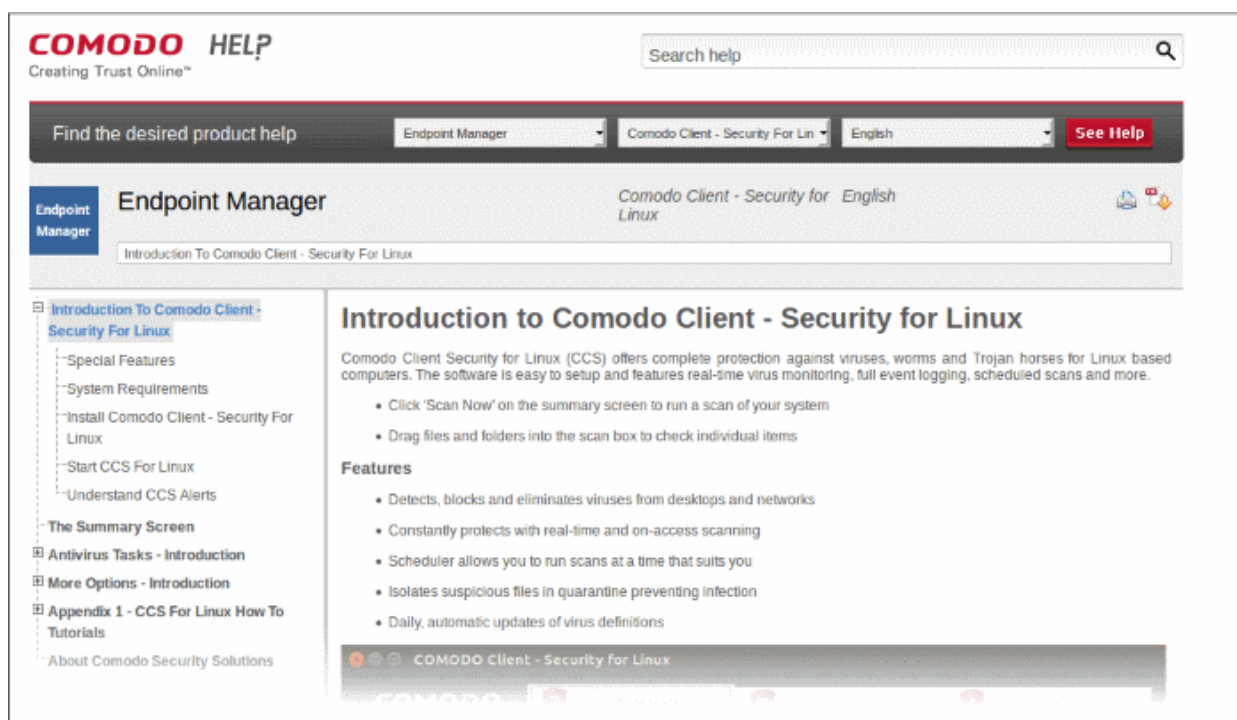 COMODO HELP
Creating Trust Online™
Search help
Find the desired product help
Endpoint Manager
Comodo Client - Security For Lin
English
See Help
Endpoint
Manager
Endpoint Manager
Comodo Client - Security for
Linux
English
Introduction To Comodo Client - Security For Linux
Introduction To Comodo Client -
Security For Linux
Special Features
System Requirements
Install Comodo Client - Security For
Linux
Start CCS For Linux
Understand CCS Alerts
The Summary Screen
Antivirus Tasks - Introduction
More Options - Introduction
Appendix 1 - CCS For Linux How To
Tutorials
About Comodo Security Solutions
Introduction to Comodo Client - Security for Linux
Comodo Client Security for Linux (CCS) offers complete protection against viruses, worms and Trojan horses for Linux based
computers. The software is easy to setup and features real-time virus monitoring, full event logging, scheduled scans and more.
• Click 'Scan Now' on the summary screen to run a scan of your system
• Drag files and folders into the scan box to check individual items
Features
• Detects, blocks and eliminates viruses from desktops and networks
• Constantly protects with real-time and on-access scanning
• Scheduler allows you to run scans at a time that suits you
• Isolates suspicious files in quarantine preventing infection
• Daily, automatic updates of virus definitions
COMODO Client - Security for Linux
COMODO